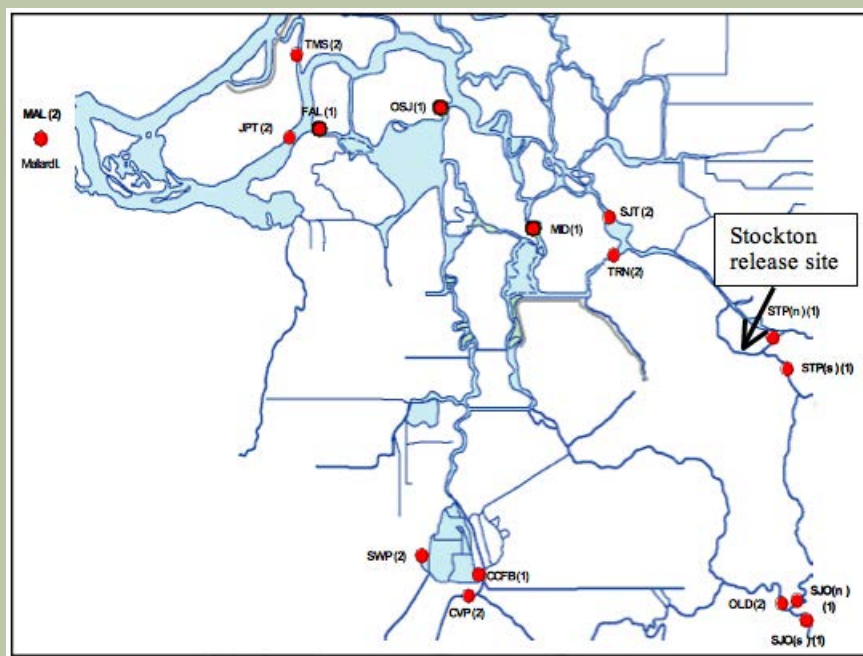 TMS(2)
MAL(2)
FAL(1)
OSJ(1)
JPT(2)
Malard I.
SJT(2)
MID(1)
Stockton
release site
TRN(2)
STP(n)(1)
STP(s)(1)
SWP(2)
CCFB(1)
CVP(2)
OLD(2)
SJO(n)
(1)
SJO(s)(1)